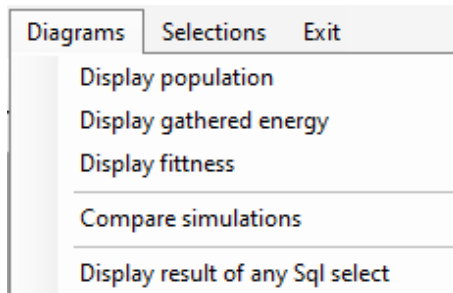 Diagrams Selections Exit
Display population
Display gathered energy
Display fittness
Compare simulations
Display result of any Sql select